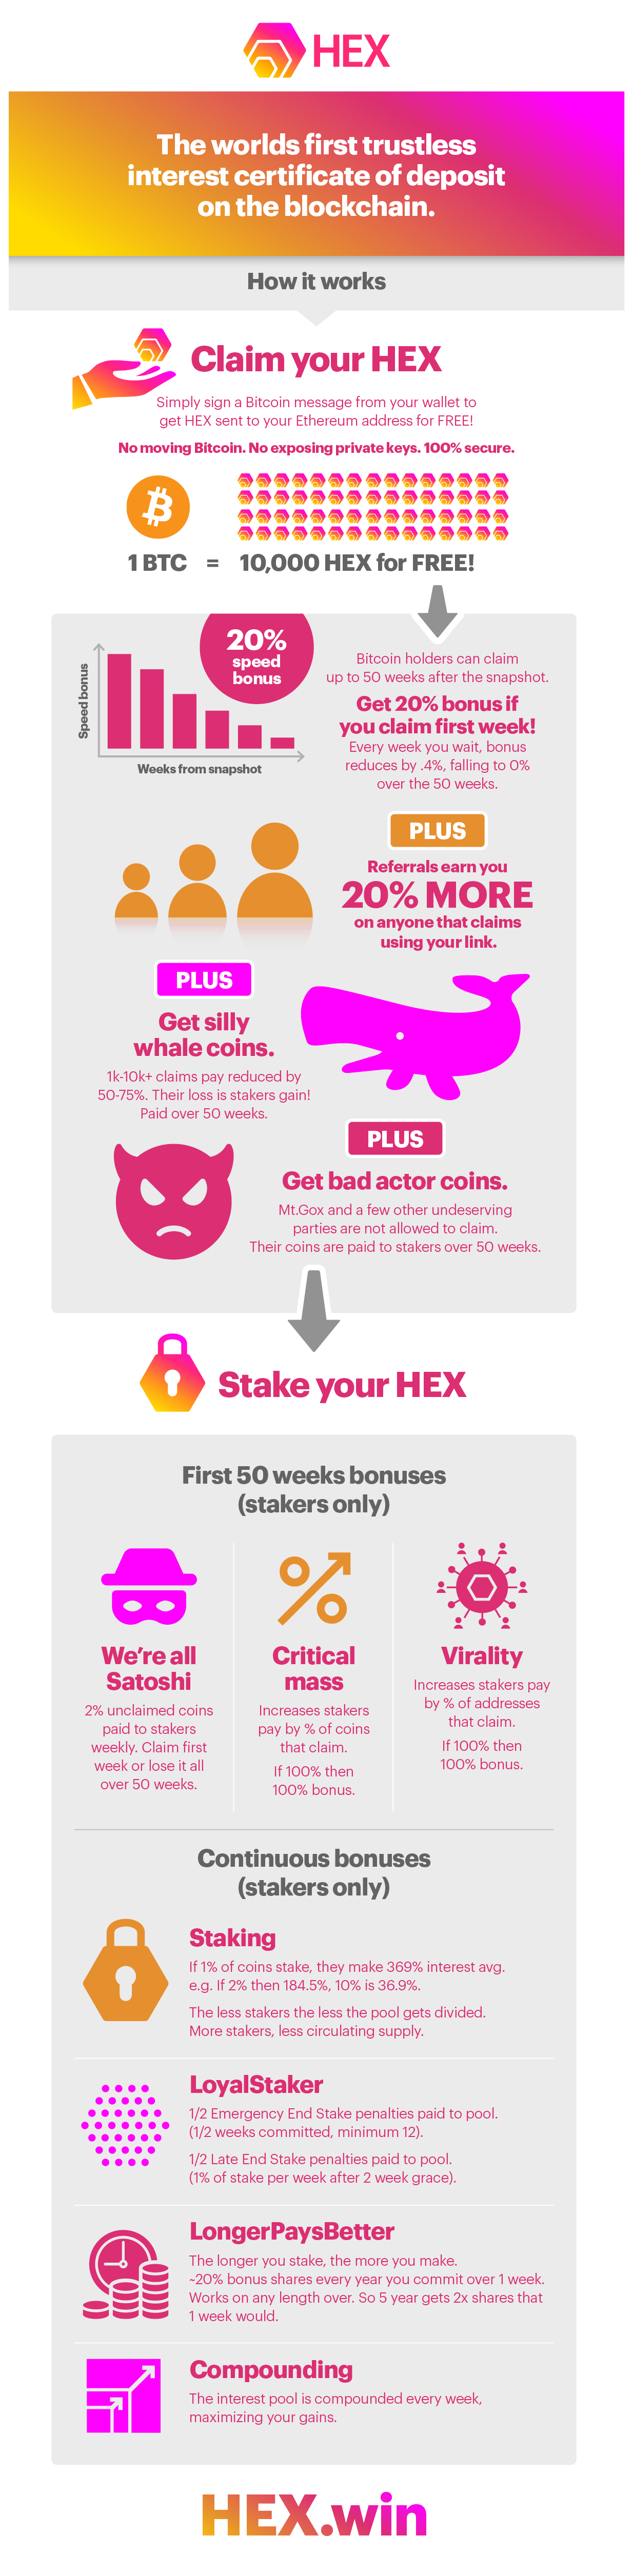 HEX
The worlds first trustless
interest certificate of deposit
on the blockchain.
How it works
Claim your HEX
Simply sign a Bitcoin message from your wallet to
get HEX sent to your Ethereum address for FREE!
No moving Bitcoin. No exposing private keys. 100% secure.
1 BTC = 10,000 HEX for FREE!
20%
speed
bonus
Speed bonus
Weeks from snapshot
Bitcoin holders can claim
up to 50 weeks after the snapshot.
Get 20% bonus if
you claim first week!
Every week you wait, bonus
reduces by .4%, falling to 0%
over the 50 weeks.
PLUS
Referrals earn you
20% MORE
on anyone that claims
using your link.
PLUS
Get silly
whale coins.
1k-10k+ claims pay reduced by
50-75%. Their loss is stakers gain!
Paid over 50 weeks.
PLUS
Get bad actor coins.
Mt.Gox and a few other undeserving
parties are not allowed to claim.
Their coins are paid to stakers over 50 weeks.
Stake your HEX
First 50 weeks bonuses
(stakers only)
We're all
Satoshi
2% unclaimed coins
paid to stakers
weekly. Claim first
week or lose it all
over 50 weeks.
Critical
mass
Increases stakers
pay by % of coins
that claim.
If 100% then
100% bonus.
Virality
Increases stakers pay
by % of addresses
that claim.
If 100% then
100% bonus.
Continuous bonuses
(stakers only)
Staking
If 1% of coins stake, they make 369% interest avg.
e.g. If 2% then 184.5%, 10% is 36.9%.
The less stakers the less the pool gets divided.
More stakers, less circulating supply.
LoyalStaker
1/2 Emergency End Stake penalties paid to pool.
(1/2 weeks committed, minimum 12).
1/2 Late End Stake penalties paid to pool.
(1% of stake per week after 2 week grace).
LongerPaysBetter
The longer you stake, the more you make.
~20% bonus shares every year you commit over 1 week.
Works on any length over. So 5 year gets 2x shares that
1 week would.
Compounding
The interest pool is compounded every week,
maximizing your gains.
HEX.win